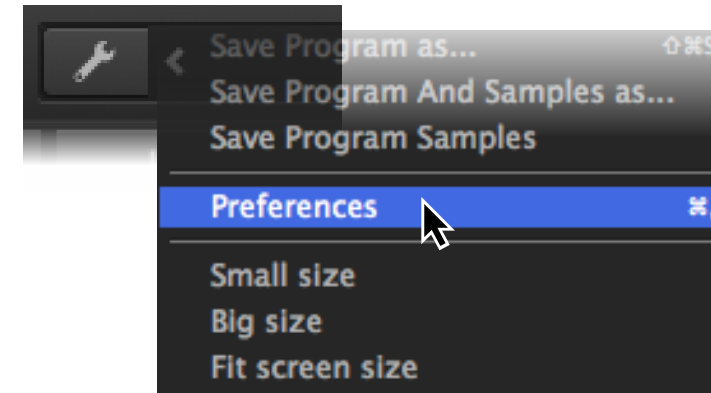 Save Program as... ⇧⌘S
Save Program And Samples as...
Save Program Samples
Preferences ⌘,
Small size
Big size
Fit screen size